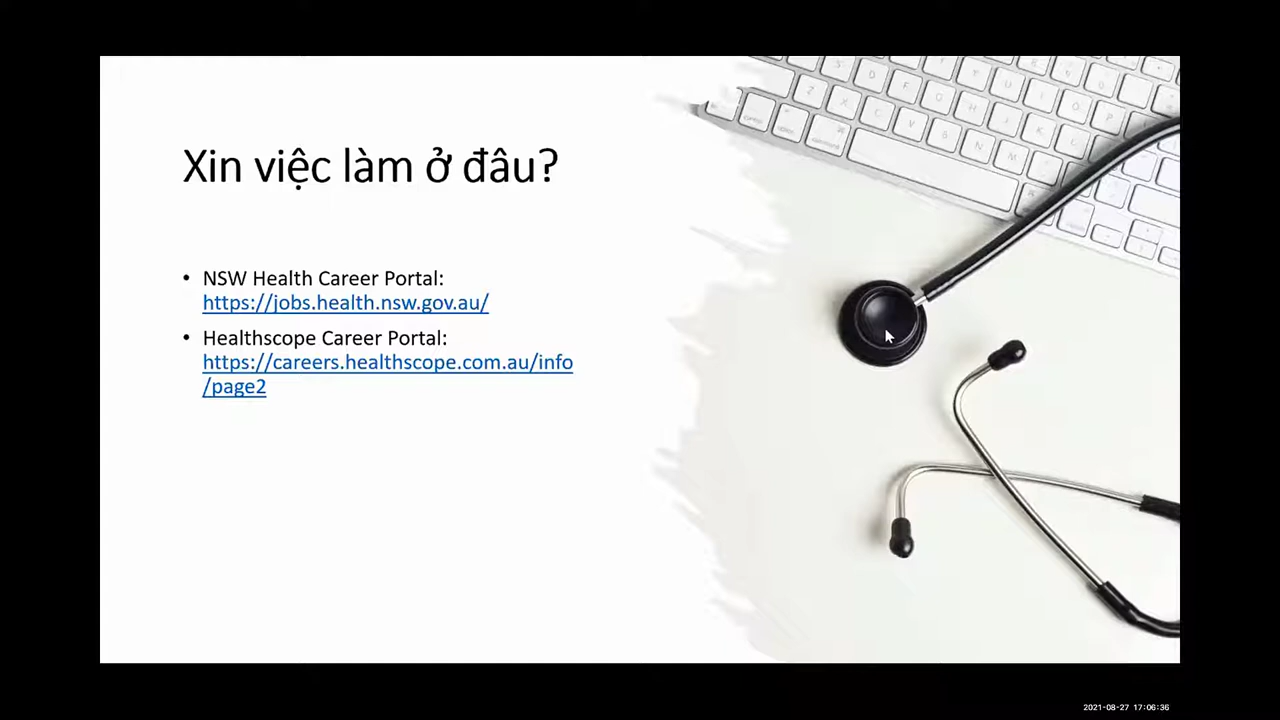 Xin việc làm ở đâu?
• NSW Health Career Portal:
https://jobs.health.nsw.gov.au/
• Healthscope Career Portal:
https://careers.healthscope.com.au/info
/page2
2021-08-27 17:06:36